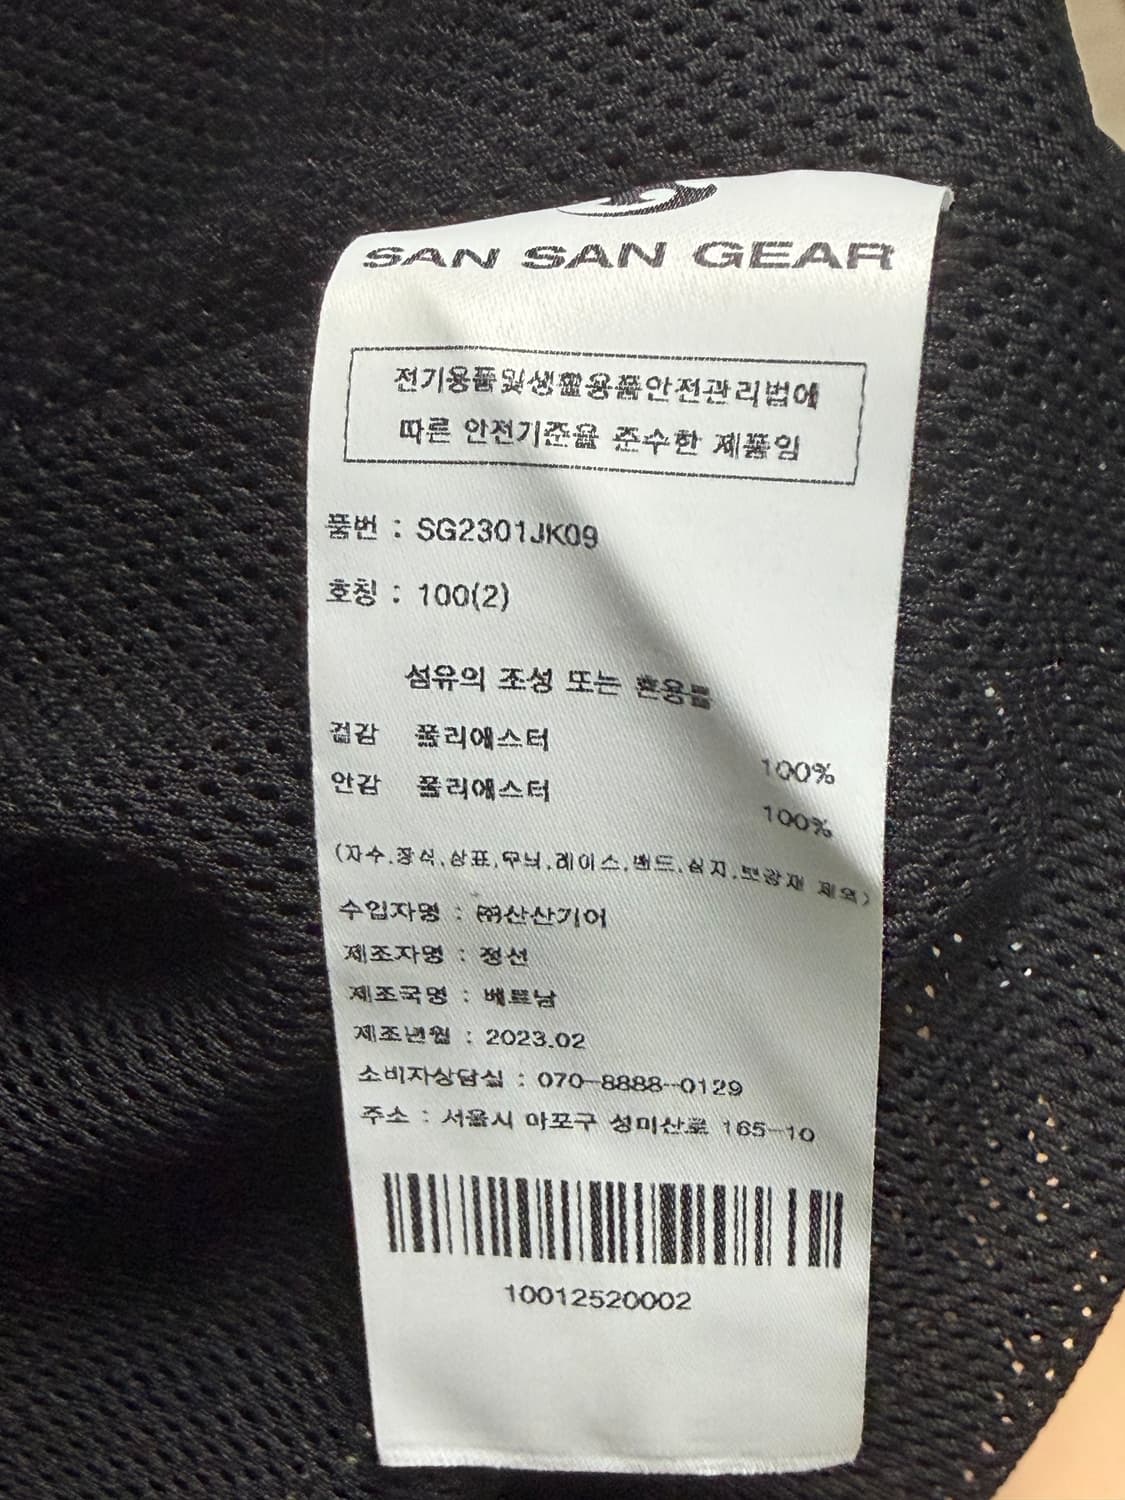 SAN SAN GEAR
전기용품및생활용품안전관리법에
따른 안전기준을 준수한 제품임
품번 : SG2301JK09
호칭 : 100(2)
섬유의 조성 또는 혼용률
겉감 폴리에스터 100%
안감 폴리에스터 100%
(자수,장식,상표,무늬,레이스,밴드,심지,보강재 제외)
수입자명 : ㈜산산기어
제조자명 : 정선
제조국명 : 베트남
제조년월 : 2023.02
소비자상담실 : 070-8888-0129
주소 : 서울시 마포구 성미산로 165-10
10012520002